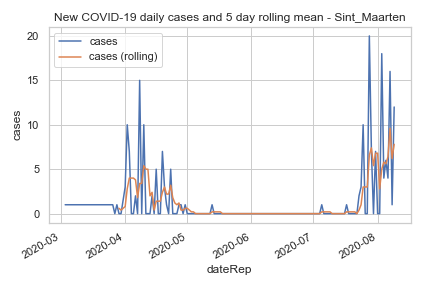 New COVID-19 daily cases and 5 day rolling mean - Sint_Maarten
cases
cases (rolling)
20
15
10
5
0
cases
2020-03
2020-04
2020-05
2020-06
2020-07
2020-08
dateRep